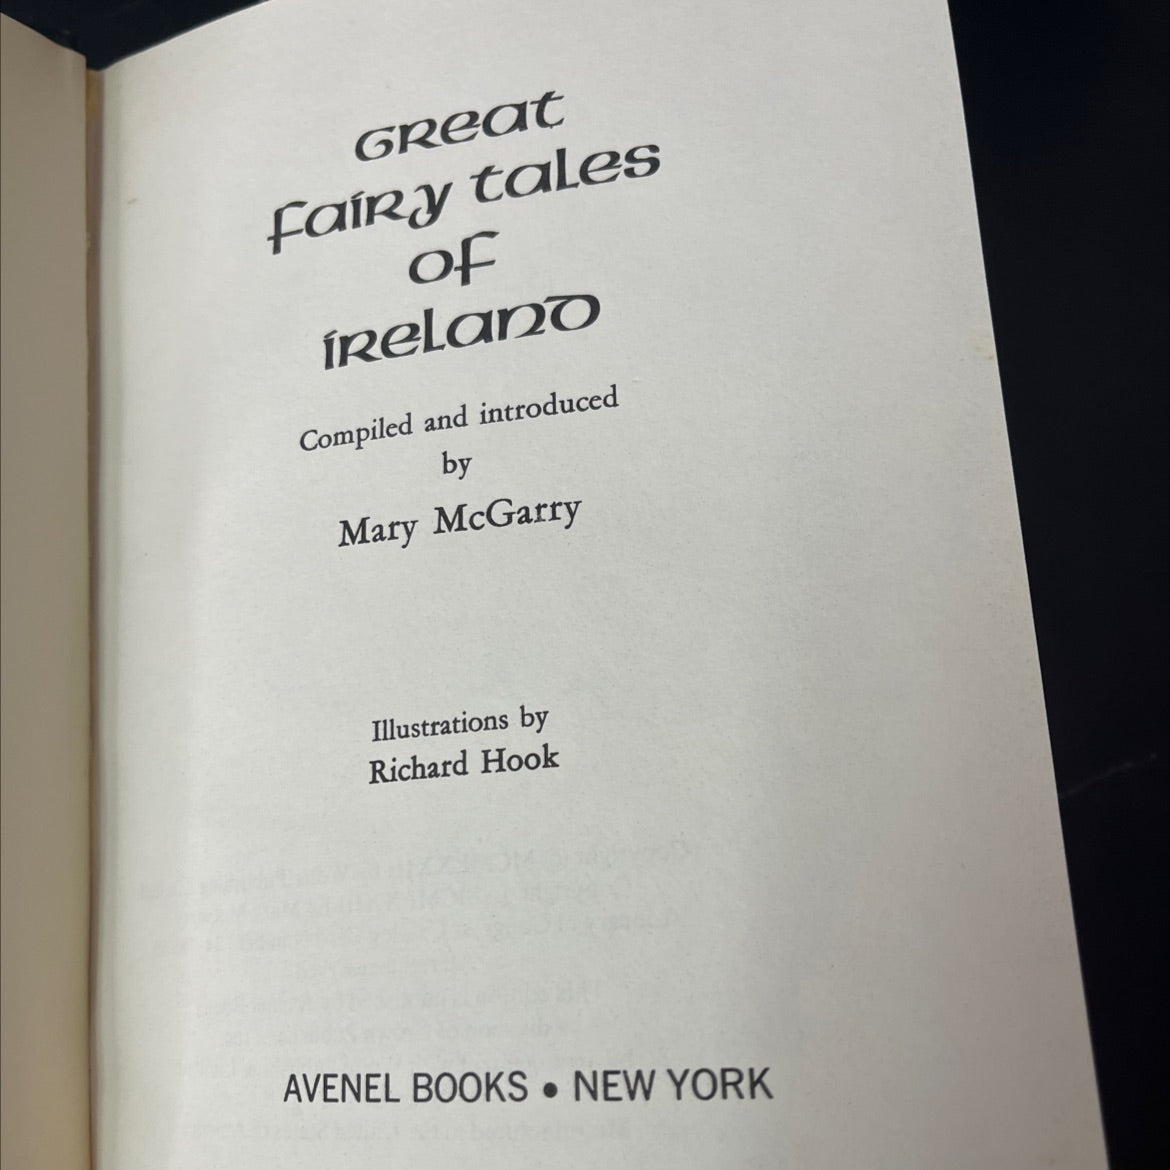 Great
fairy tales
of
ireland
Compiled and introduced
by
Mary McGarry
Illustrations by
Richard Hook
AVENEL BOOKS • NEW YORK